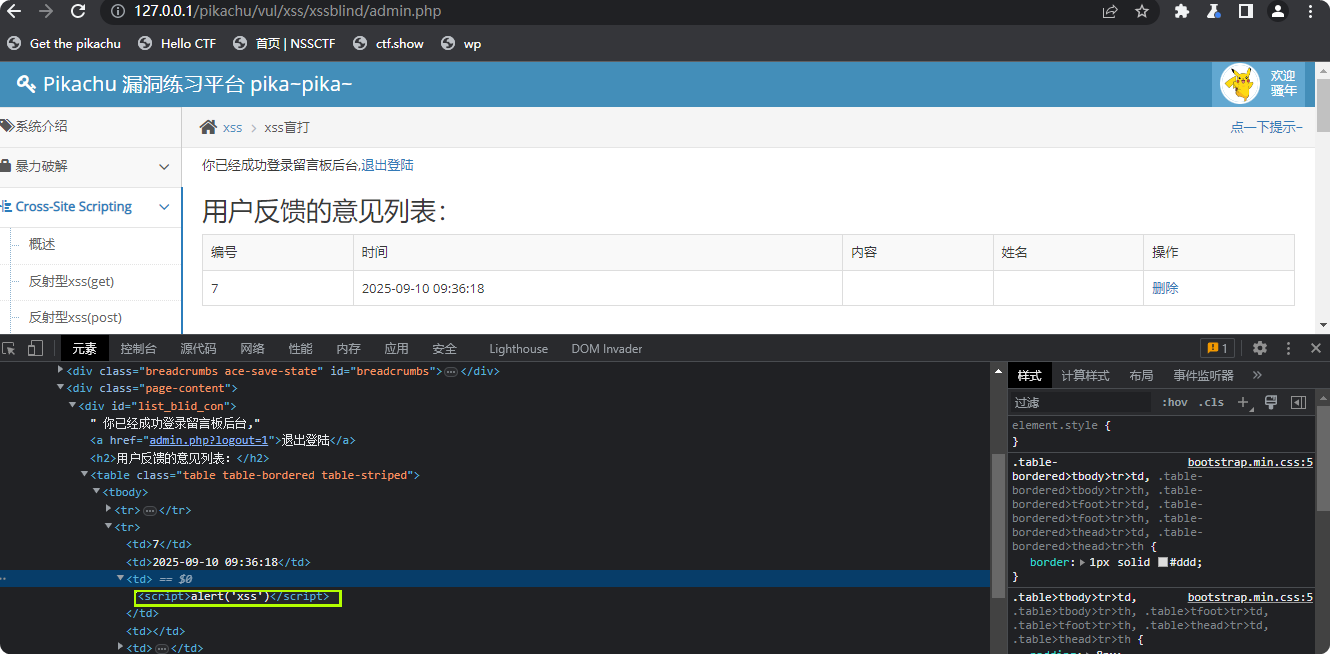 127.0.0.1/pikachu/vul/xss/xssblind/admin.php
Get the pikachu Hello CTF 首页 | NSSCTF ctf.show wp
Pikachu 漏洞练习平台 pika~pika~
欢迎
骚年
系统介绍
xss > xss盲打
点一下提示~
暴力破解
你已经成功登录留言板后台,退出登陆
Cross-Site Scripting
用户反馈的意见列表：
概述
编号 时间 内容 姓名 操作
反射型xss(get)
7 2025-09-10 09:36:18 删除
反射型xss(post)
元素 控制台 源代码 网络 性能 内存 应用 安全 Lighthouse DOM Invader 1
<div class="breadcrumbs ace-save-state" id="breadcrumbs">…</div>
<div class="page-content">
<div id="list_blid_con">
" 你已经成功登录留言板后台,"
<a href="admin.php?logout=1">退出登陆</a>
<h2>用户反馈的意见列表：</h2>
<table class="table table-bordered table-striped">
<tbody>
<tr>…</tr>
<tr>
<td>7</td>
<td>2025-09-10 09:36:18</td>
<td> == $0
<script>alert('xss')</script>
</td>
<td></td>
<td>…</td>
样式 计算样式 布局 事件监听器 »
过滤 :hov .cls
element.style {
}
.table- bootstrap.min.css:5
bordered>tbody>tr>td, .table-
bordered>tbody>tr>th, .table-
bordered>tfoot>tr>td, .table-
bordered>tfoot>tr>th, .table-
bordered>thead>tr>td, .table-
bordered>thead>tr>th {
border: 1px solid #ddd;
}
.table>tbody>tr>td, bootstrap.min.css:5
.table>tbody>tr>th, .table>tfoot>tr>td,
.table>tfoot>tr>th, .table>thead>tr>td,
.table>thead>tr>th {